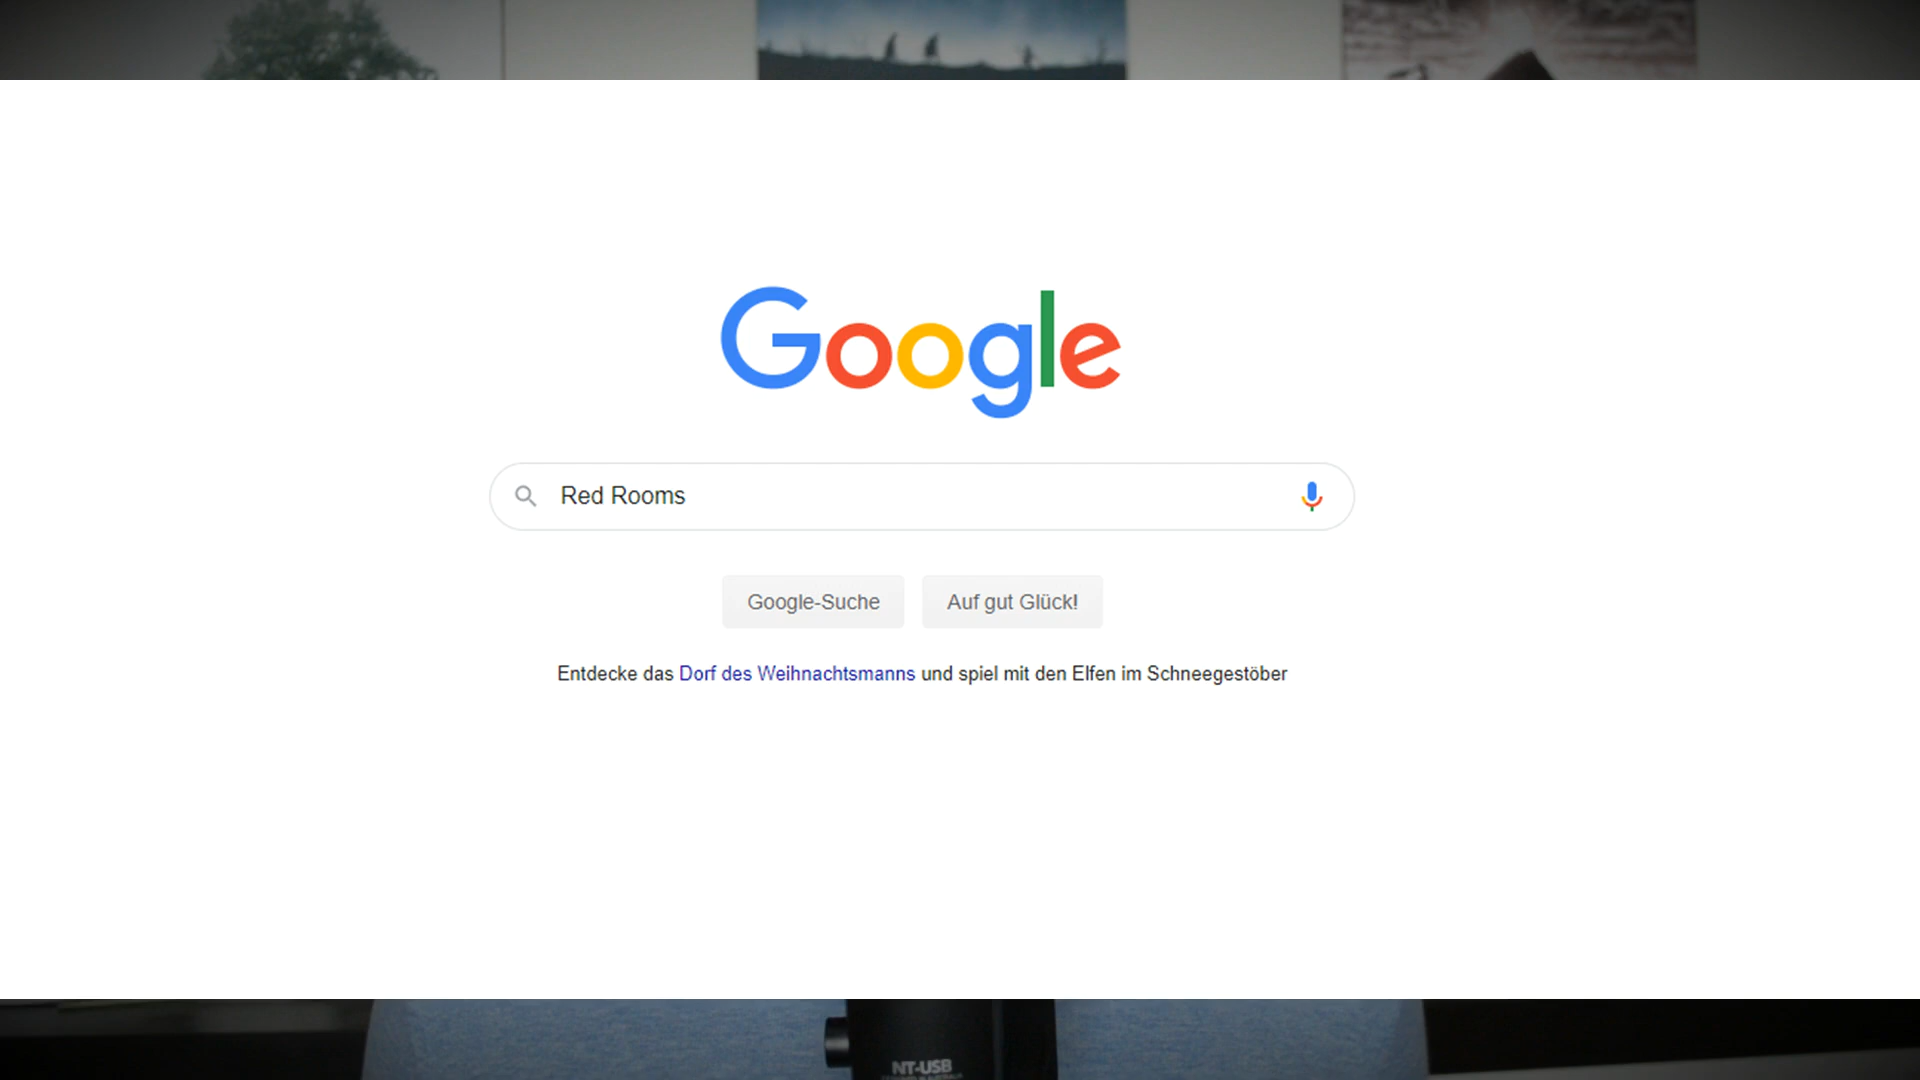 Google
Red Rooms
Google-Suche
Auf gut Glück!
Entdecke das Dorf des Weihnachtsmanns und spiel mit den Elfen im Schneegestöber
NT-USB